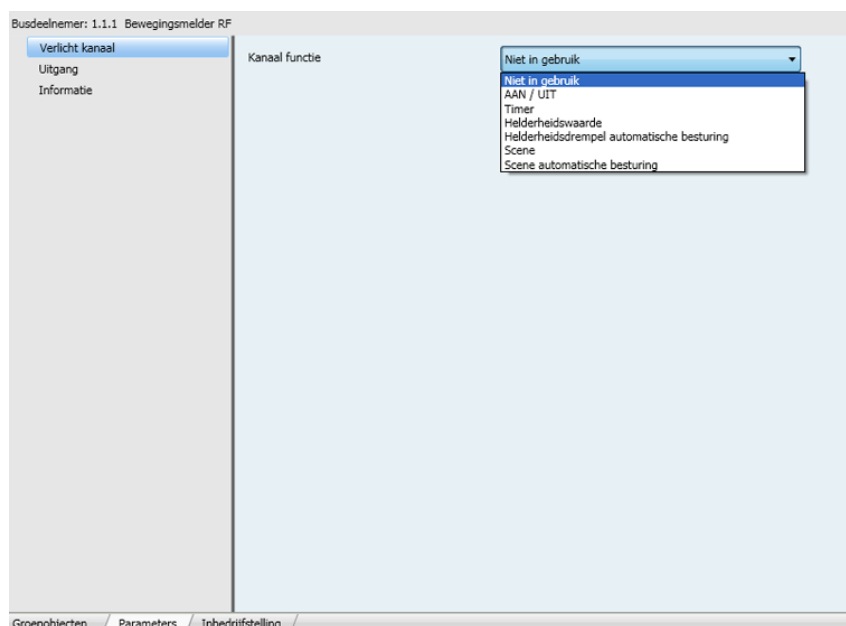 Busdeelnemer: 1.1.1 Bewegingsmelder RF
Verlicht kanaal
Uitgang
Informatie
Kanaal functie
Niet in gebruik
Niet in gebruik
AAN / UIT
Timer
Helderheidswaarde
Helderheidsdrempel automatische besturing
Scene
Scene automatische besturing
Groepobjecten / Parameters / Inbedrijfstelling /